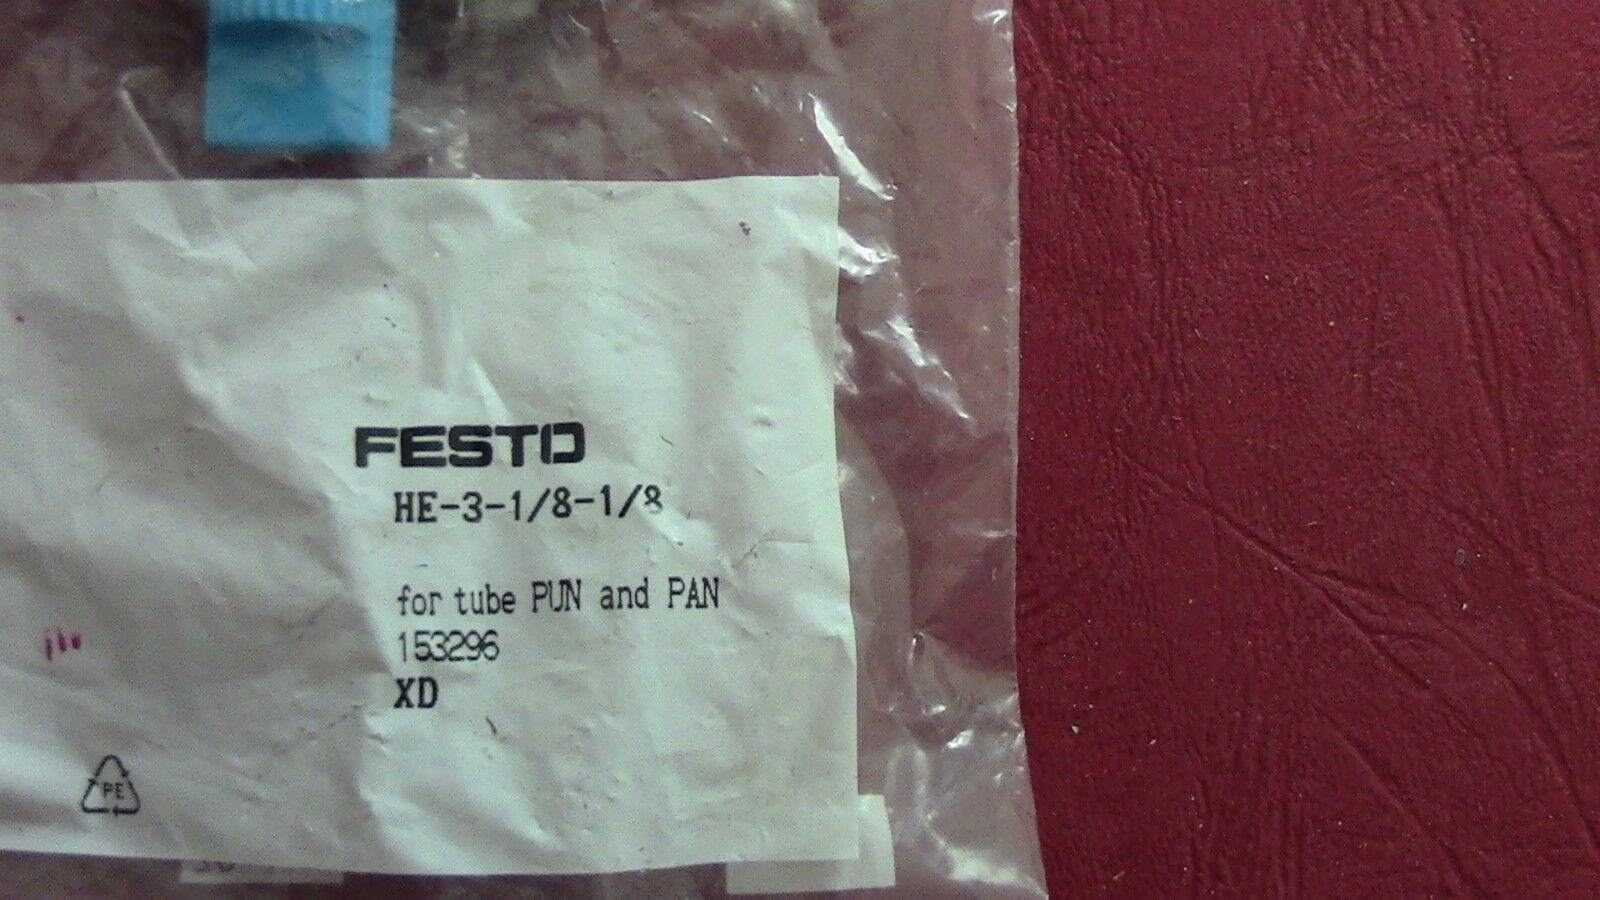 FESTO
HE-3-1/8-1/8
for tube PUN and PAN
153296
XD
PE